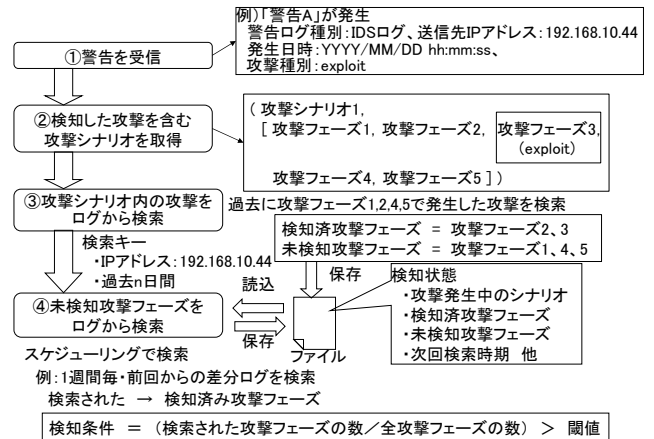 例)「警告A」が発生
警告ログ種別:IDSログ、送信先IPアドレス:192.168.10.44
発生日時:YYYY/MM/DD hh:mm:ss、
攻撃種別:exploit
①警告を受信
②検知した攻撃を含む
攻撃シナリオを取得
( 攻撃シナリオ1,
[ 攻撃フェーズ1, 攻撃フェーズ2, 攻撃フェーズ3,
(exploit)
攻撃フェーズ4, 攻撃フェーズ5 ] )
③攻撃シナリオ内の攻撃を
ログから検索
過去に攻撃フェーズ1,2,4,5で発生した攻撃を検索
検知済攻撃フェーズ = 攻撃フェーズ2、3
未検知攻撃フェーズ = 攻撃フェーズ1、4、5
検索キー
・IPアドレス:192.168.10.44
・過去n日間
④未検知攻撃フェーズを
ログから検索
読込
保存
保存
ファイル
検知状態
・攻撃発生中のシナリオ
・検知済攻撃フェーズ
・未検知攻撃フェーズ
・次回検索時期 他
スケジューリングで検索
例:1週間毎・前回からの差分ログを検索
検索された → 検知済み攻撃フェーズ
検知条件 = (検索された攻撃フェーズの数/全攻撃フェーズの数) > 閾値